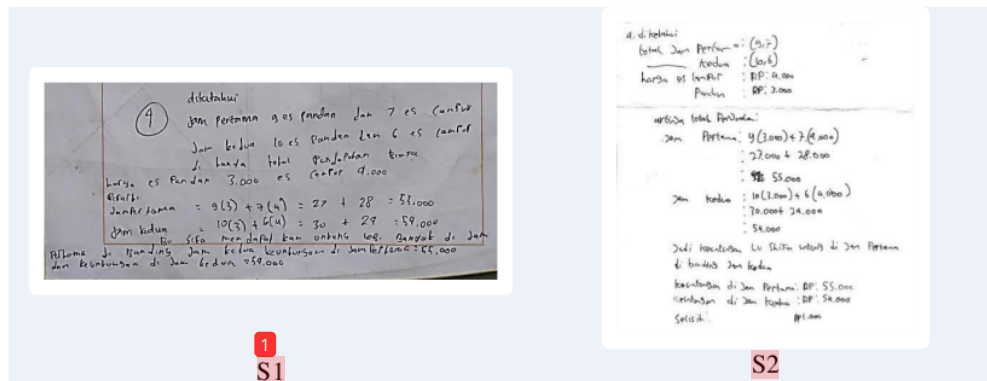 diketahui
4
Jam pertama 9 es pandan dan 7 es campur
Jam kedua 10 es Pandan dan 6 es campur
di tanya total Pendapatan
harga es Pandan 3.000 es campur 4.000
Jam Pertama = 9(3) + 7(4) = 27 + 28 = 55.000
Jam kedua = 10(3) + 6(4) = 30 + 24 = 54.000
Bu Sifa mendapatkan untung banyak di Jam
Pertama di Banding Jam kedua keuntungan di Jam Pertama = 55.000
dan keuntungan di Jam kedua = 54.000
1
S1
a. diketahui
total Jam Pertama : (9,7)
kedua : (10,6)
harga es campur : RP: 4.000
Pandan : RP: 3.000
total
Jam Pertama : 9(3.000) + 7(4.000)
: 27.000 + 28.000
: 55.000
Jam kedua : 10(3.000) + 6(4.000)
: 30.000 + 24.000
: 54.000
Jadi keuntungan bu Shifa untung di Jam Pertama
di banding Jam kedua
keuntungan di Jam Pertama : RP: 55.000
keuntungan di Jam kedua : RP: 54.000
Selisih : RP1.000
S2